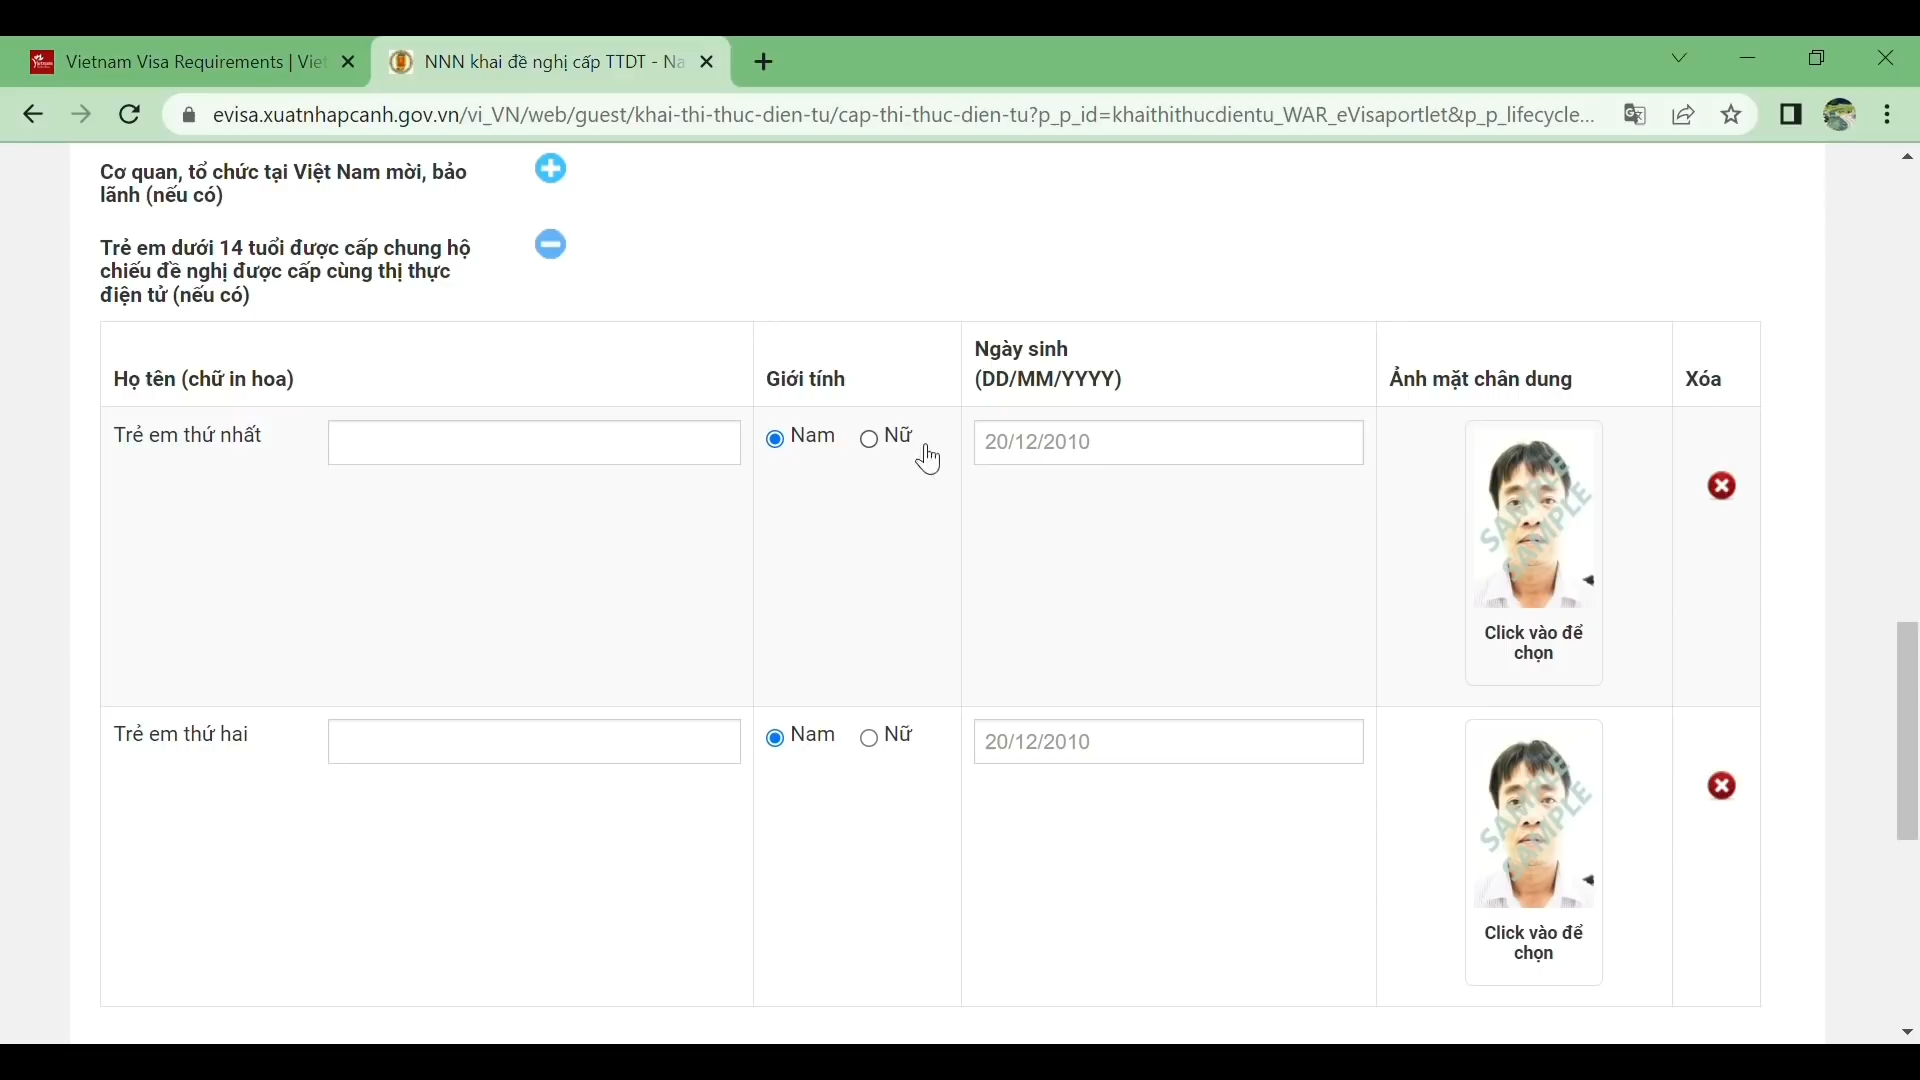 Vietnam Visa Requirements | Viet
NNN khai đề nghị cấp TTDT - Na
evisa.xuatnhapcanh.gov.vn/vi_VN/web/guest/khai-thi-thuc-dien-tu/cap-thi-thuc-dien-tu?p_p_id=khaithithucdientu_WAR_eVisaportlet&p_p_lifecycle...
Cơ quan, tổ chức tại Việt Nam mời, bảo
lãnh (nếu có)
Trẻ em dưới 14 tuổi được cấp chung hộ
chiếu đề nghị được cấp cùng thị thực
điện tử (nếu có)
Họ tên (chữ in hoa)
Giới tính
Ngày sinh
(DD/MM/YYYY)
Ảnh mặt chân dung
Xóa
Trẻ em thứ nhất
Nam
Nữ
20/12/2010
SAMPLE
SAMPLE
Click vào để
chọn
Trẻ em thứ hai
Nam
Nữ
20/12/2010
SAMPLE
SAMPLE
Click vào để
chọn